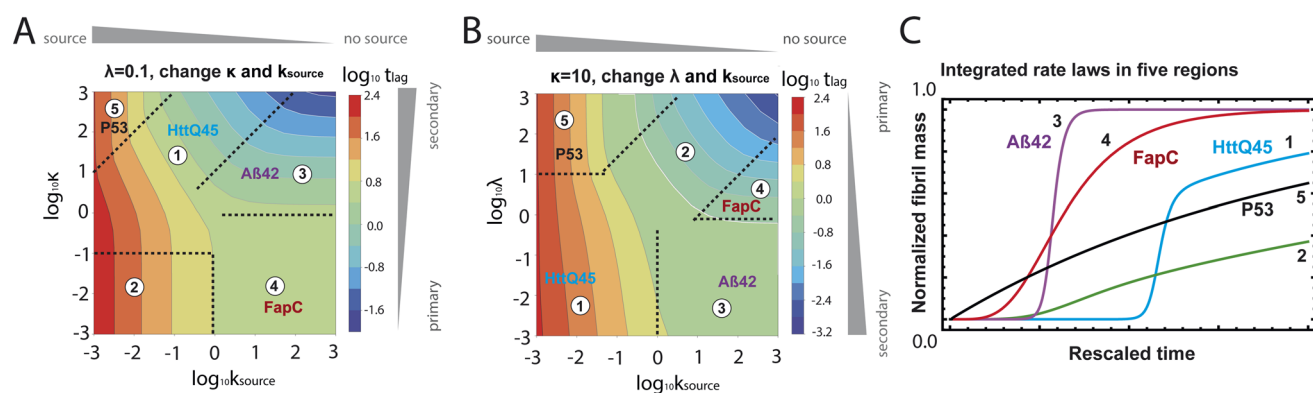 A
source
no source
λ=0.1, change κ and ksource
log10 tlag
secondary
primary
2.4
1.6
0.8
0.0
-0.8
-1.6
3
2
1
0
-1
-2
-3
log10κ
5
P53
HttQ45
1
Aß42
3
2
4
FapC
-3 -2 -1 0 1 2 3
log10ksource
B
source
no source
κ=10, change λ and ksource
log10 tlag
primary
secondary
2.4
1.6
0.8
0.0
-0.8
-1.6
-2.4
-3.2
3
2
1
0
-1
-2
-3
log10λ
5
P53
2
4
FapC
HttQ45
1
Aß42
3
-3 -2 -1 0 1 2 3
log10ksource
C
Integrated rate laws in five regions
1.0
0.0
Normalized fibril mass
Aß42
3
4
FapC
HttQ45
1
P53
5
2
Rescaled time